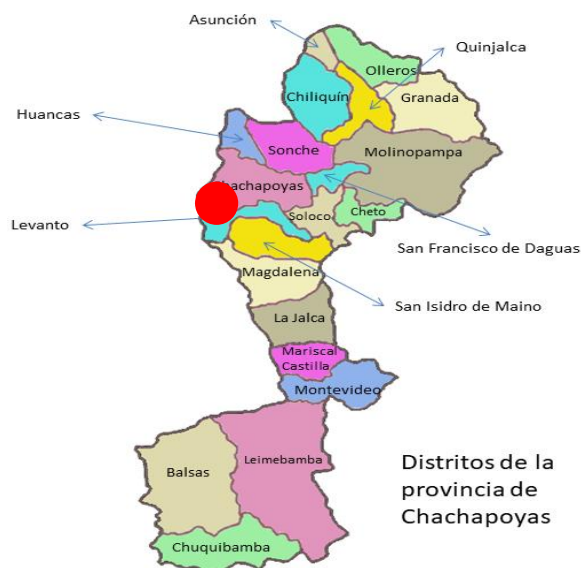 Asunción
Quinjalca
Olleros
Chiliquín
Granada
Huancas
Sonche
Molinopampa
hachapoyas
Levanto
Soloco
Cheto
San Francisco de Daguas
Magdalena
San Isidro de Maino
La Jalca
Mariscal
Castilla
Montevideo
Leimebamba
Balsas
Distritos de la
provincia de
Chachapoyas
Chuquibamba